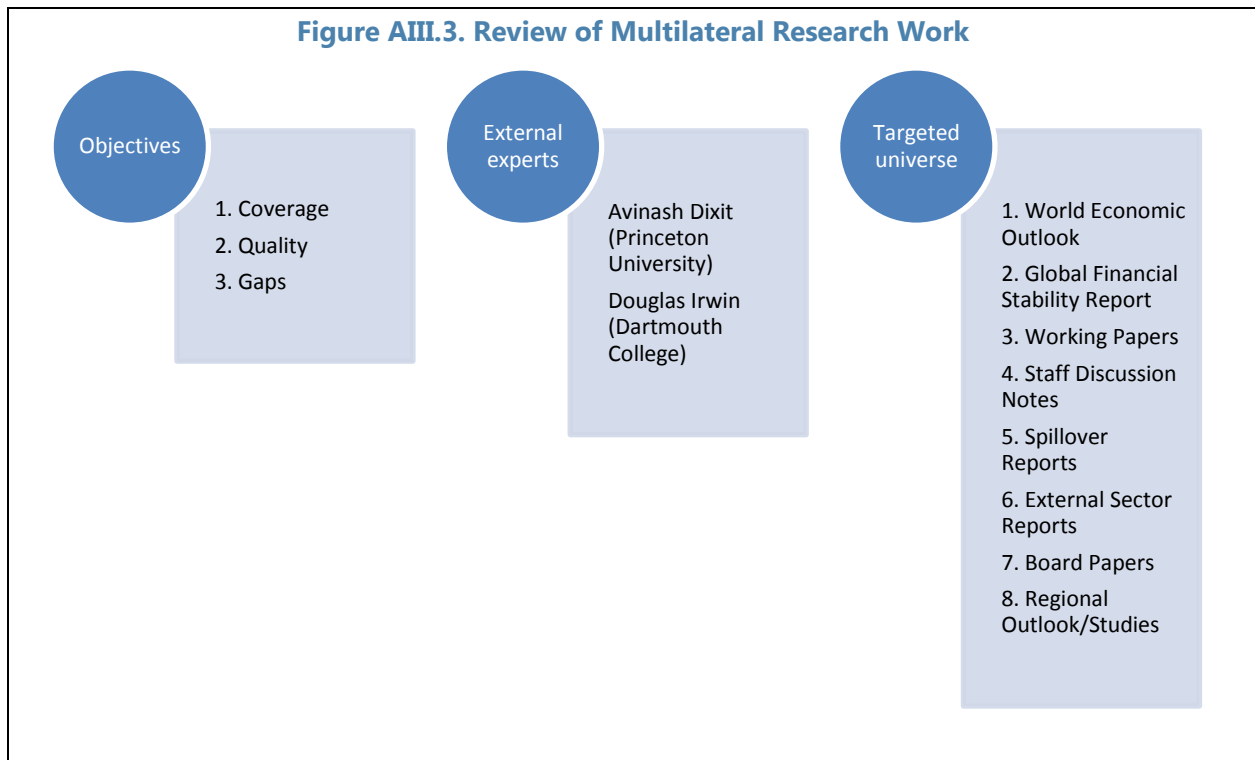 Figure AIII.3. Review of Multilateral Research Work
Objectives
1. Coverage
2. Quality
3. Gaps
External
experts
Avinash Dixit
(Princeton
University)
Douglas Irwin
(Dartmouth
College)
Targeted
universe
1. World Economic
Outlook
2. Global Financial
Stability Report
3. Working Papers
4. Staff Discussion
Notes
5. Spillover
Reports
6. External Sector
Reports
7. Board Papers
8. Regional
Outlook/Studies